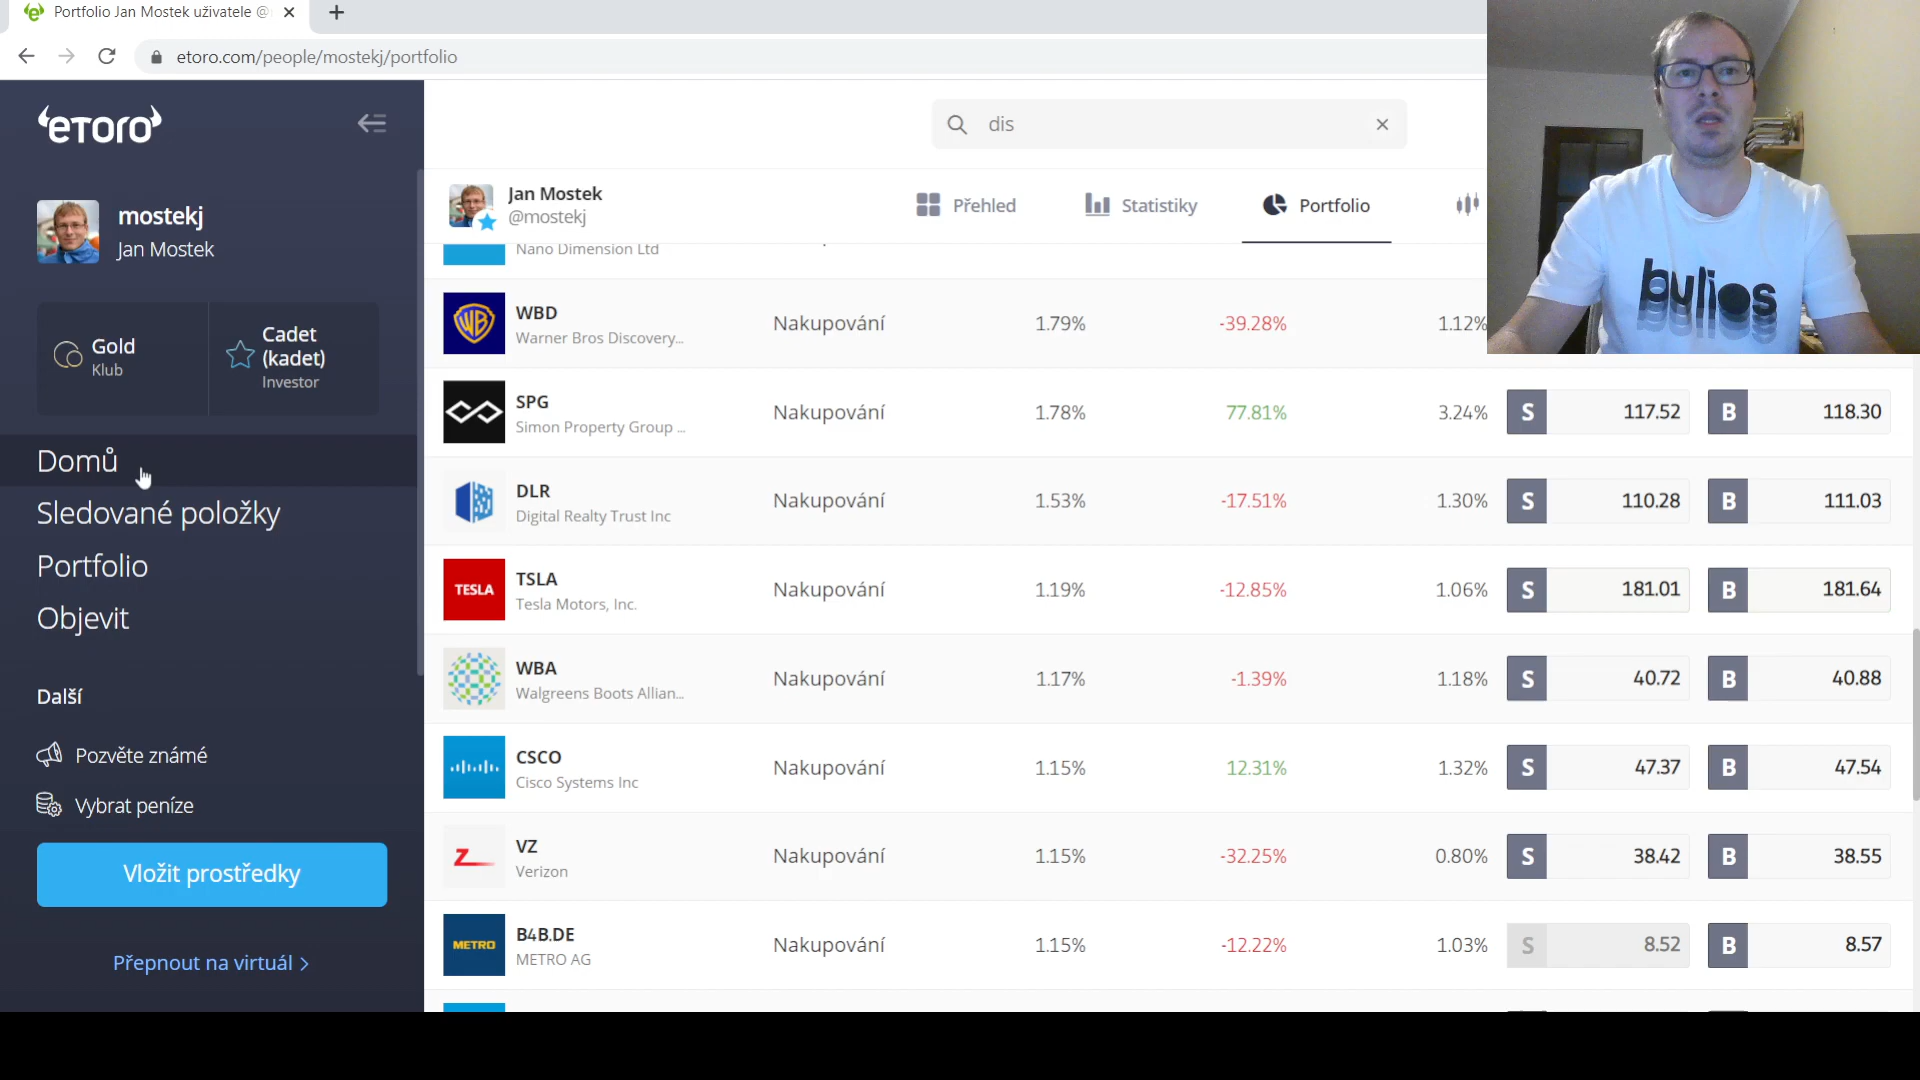 Portfolio Jan Mostek uživatele @
etoro.com/people/mostekj/portfolio
eToro
dis
mostekj
Jan Mostek
Gold
Klub
Cadet
(kadet)
Investor
Domů
Sledované položky
Portfolio
Objevit
Další
Pozvěte známé
Vybrat peníze
Vložit prostředky
Přepnout na virtuál >
Jan Mostek
@mostekj
Přehled
Statistiky
Portfolio
Nano Dimension Ltd
WB WBD Nakupování 1.79% -39.28% 1.12%
Warner Bros Discovery...
SPG Nakupování 1.78% 77.81% 3.24% S 117.52 B 118.30
Simon Property Group ...
DLR Nakupování 1.53% -17.51% 1.30% S 110.28 B 111.03
Digital Realty Trust Inc
TESLA TSLA Nakupování 1.19% -12.85% 1.06% S 181.01 B 181.64
Tesla Motors, Inc.
WBA Nakupování 1.17% -1.39% 1.18% S 40.72 B 40.88
Walgreens Boots Allian...
CSCO Nakupování 1.15% 12.31% 1.32% S 47.37 B 47.54
Cisco Systems Inc
VZ Nakupování 1.15% -32.25% 0.80% S 38.42 B 38.55
Verizon
METRO B4B.DE Nakupování 1.15% -12.22% 1.03% S 8.52 B 8.57
METRO AG
bulios